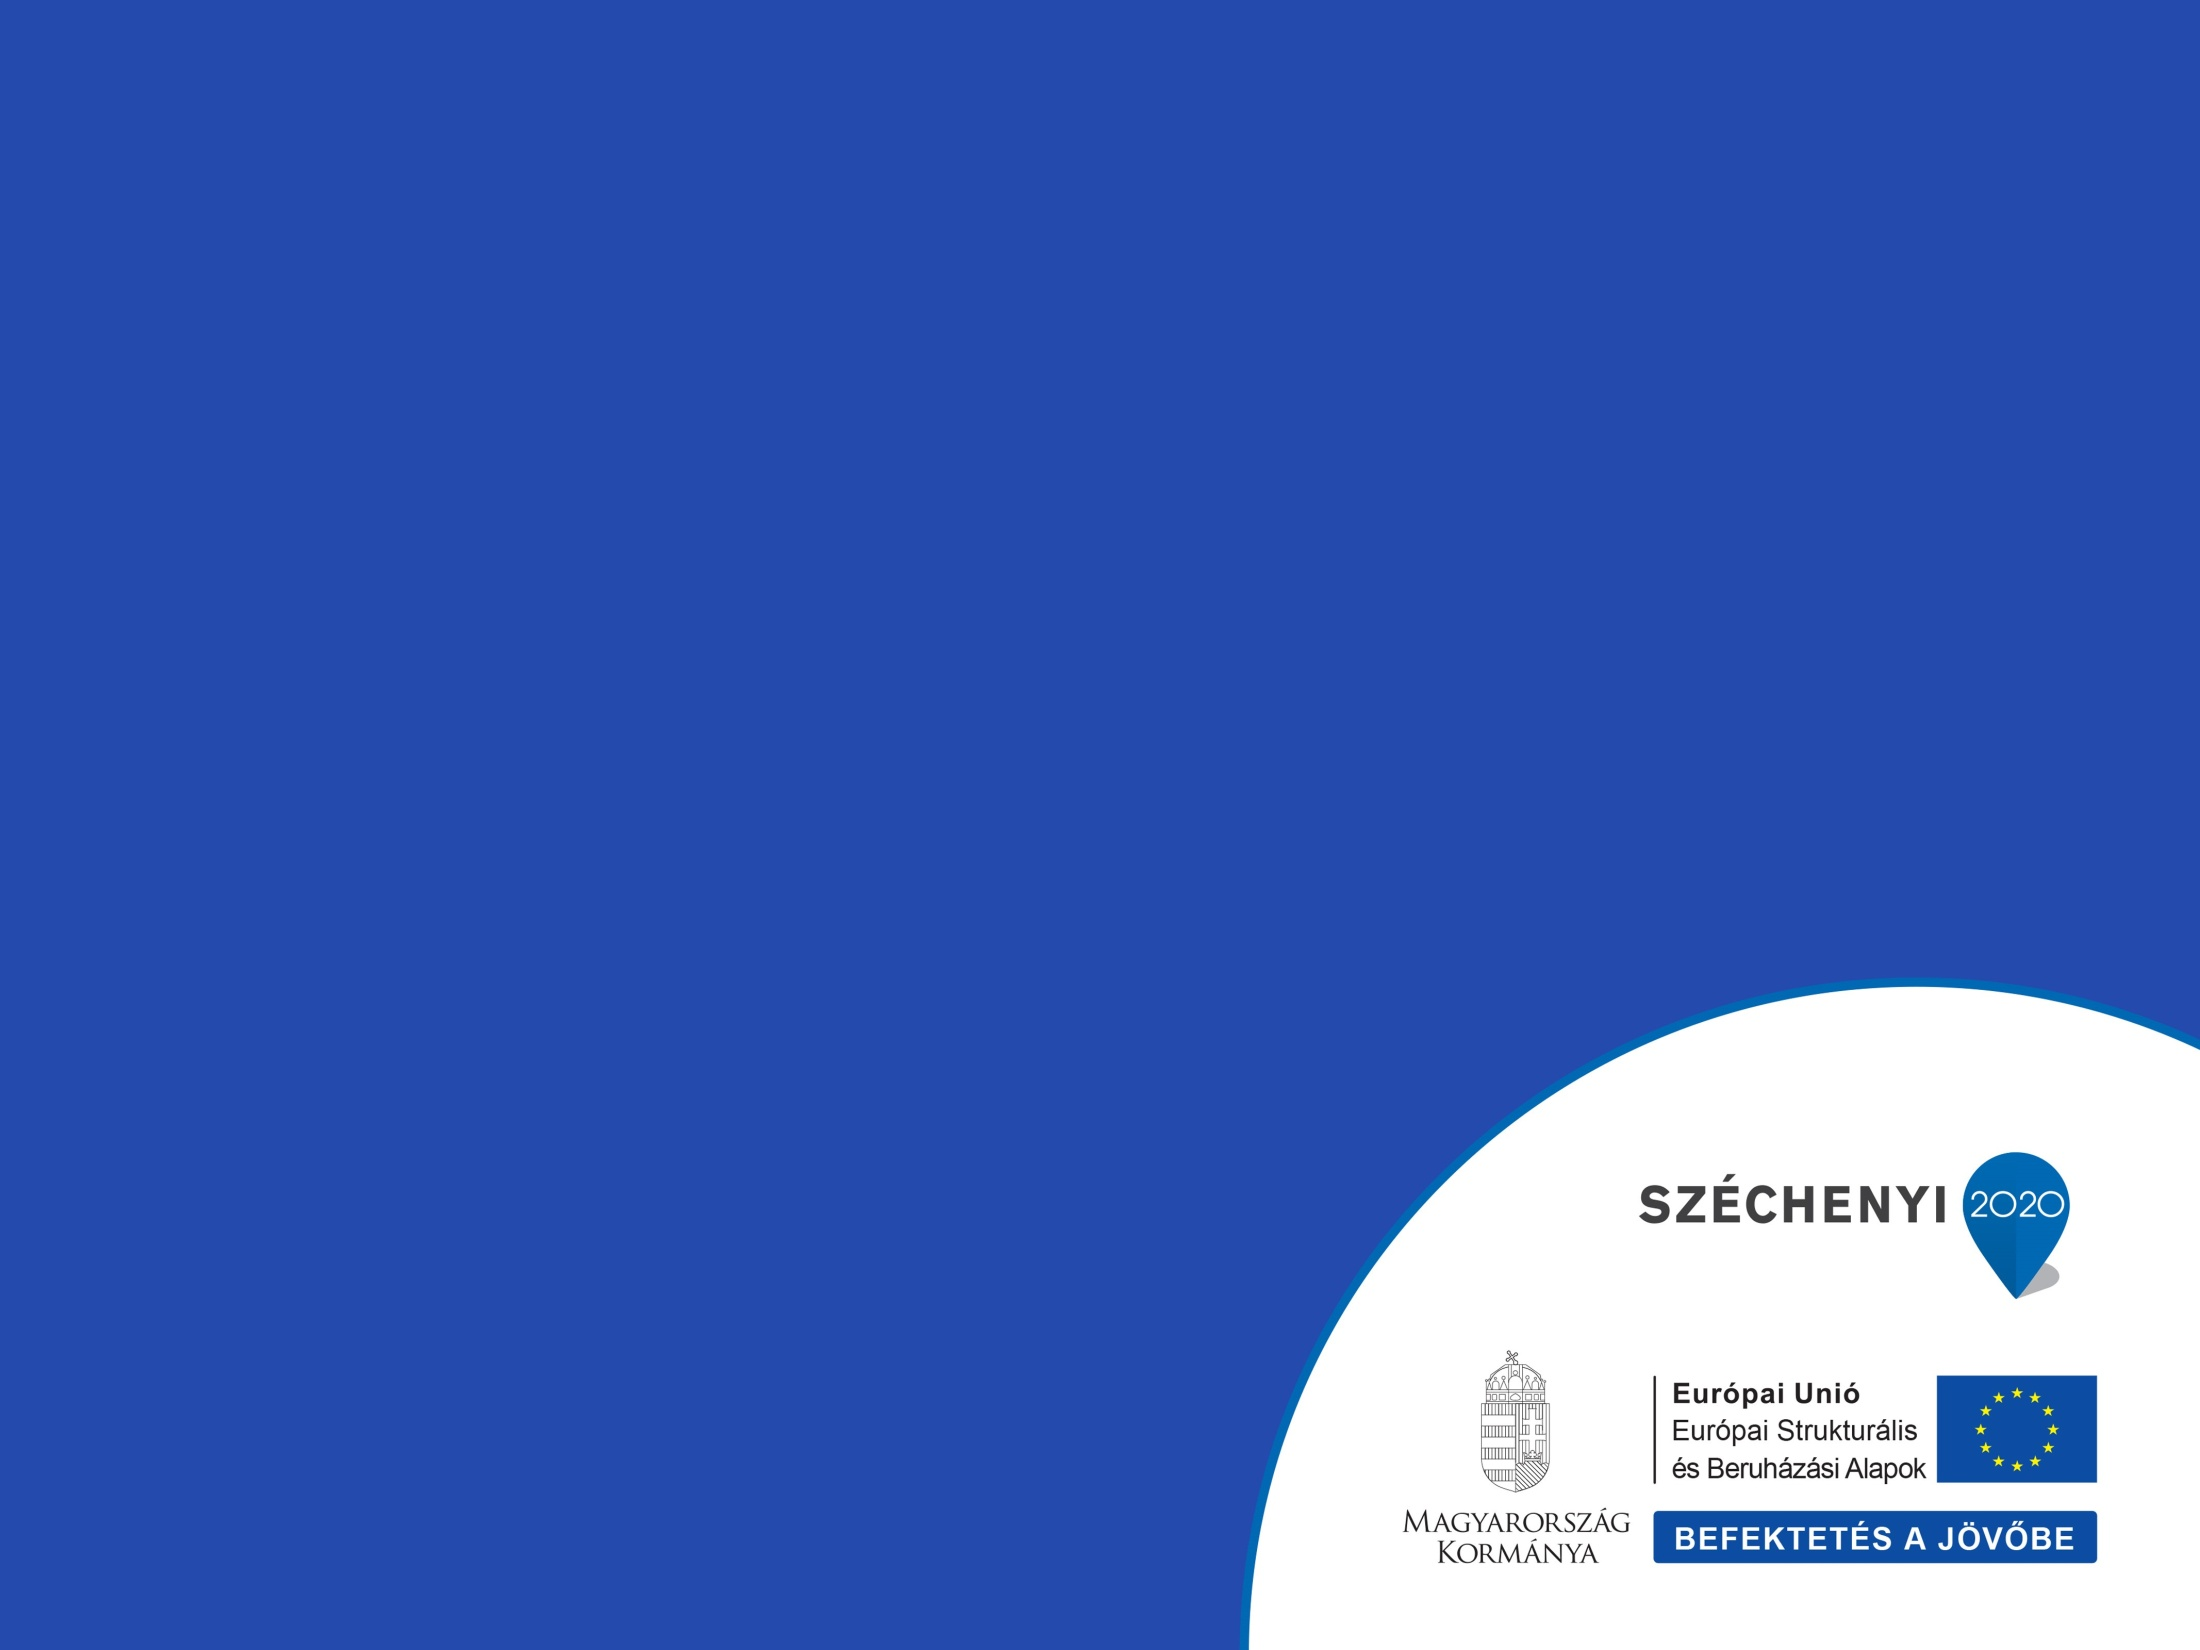 SZÉCHENYI 2020
MAGYARORSZÁG
KORMÁNYA
Európai Unió
Európai Strukturális
és Beruházási Alapok
BEFEKTETÉS A JÖVŐBE